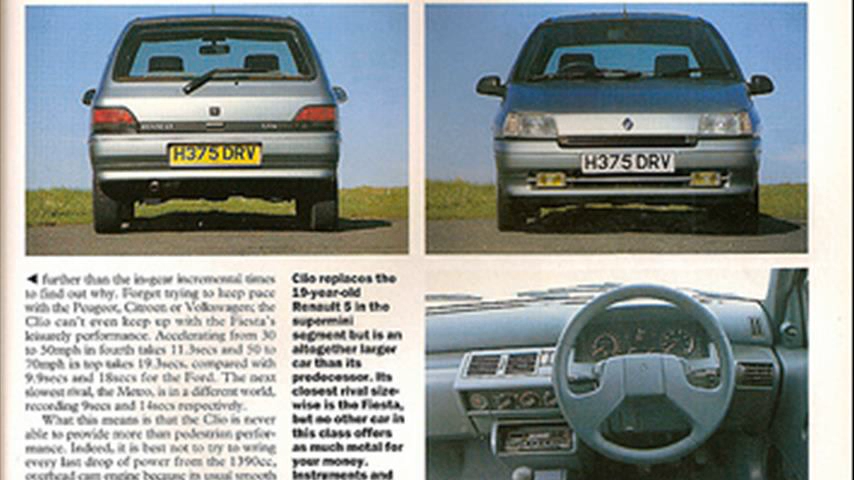 RENAULT
H375 DRV
H375 DRV
◄ further than the in-gear incremental times
to find out why. Forget trying to keep pace
with the Peugeot, Citroen or Volkswagen; the
Clio can't even keep up with the Fiesta's
leisurely performance. Accelerating from 30
to 50mph in fourth takes 11.3secs and 50 to
70mph in top takes 19.3secs, compared with
9.9secs and 18secs for the Ford. The next
slowest rival, the Metro, is in a different world,
recording 9secs and 14secs respectively.
What this means is that the Clio is never
able to provide more than pedestrian perfor-
mance. Indeed, it is best not to try to wring
every last drop of power from the 1390cc,
overhead-cam engine because its usual smooth
Clio replaces the
19-year-old
Renault 5 in the
supermini
segment but is an
altogether larger
car than its
predecessor. Its
closest rival size-
wise is the Fiesta,
but no other car in
this class offers
as much metal for
your money.
Instruments and